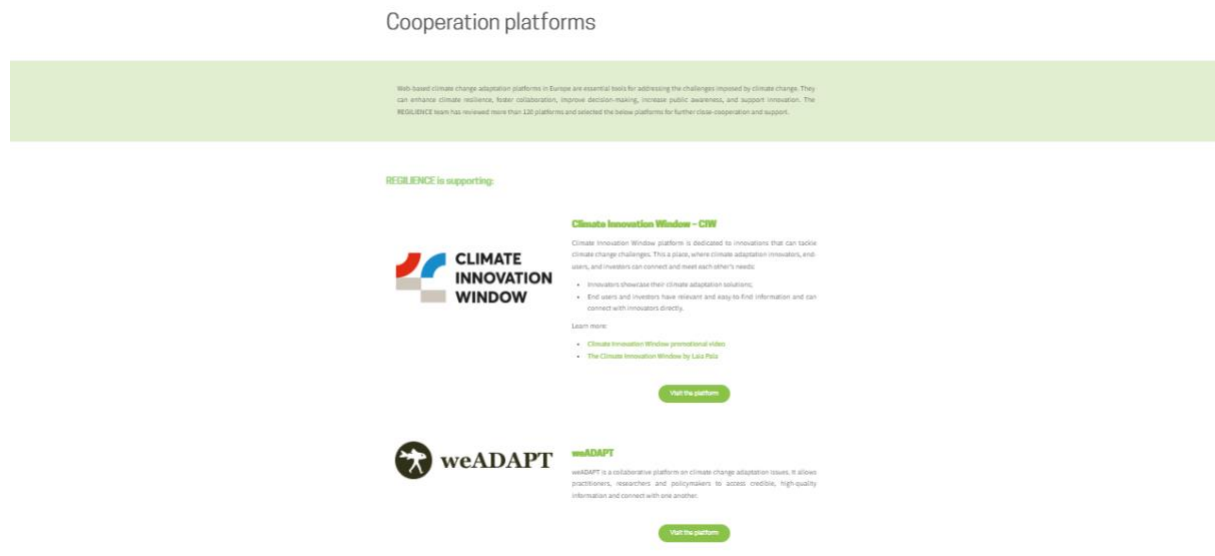 Cooperation platforms
Web-based climate change adaptation platforms in Europe are essential tools for addressing the challenges imposed by climate change. They
can enhance climate resilience, foster collaboration, improve decision-making, increase public awareness, and support innovation. The
REGILIENCE team has reviewed more than 120 platforms and selected the below platforms for further close-cooperation and support.
REGILIENCE is supporting:
CLIMATE
INNOVATION
WINDOW
Climate Innovation Window – CIW
Climate Innovation Window platform is dedicated to innovations that can tackle
climate change challenges. This a place, where climate adaptation innovators, end-
users, and investors can connect and meet each other's needs:
• Innovators showcase their climate adaptation solutions;
• End users and investors have relevant and easy to find information and can
connect with innovators directly.
Learn more:
• Climate Innovation Window promotional video
• The Climate Innovation Window by Laia Pala
Visit the platform
weADAPT
weADAPT
weADAPT is a collaborative platform on climate change adaptation issues. It allows
practitioners, researchers and policymakers to access credible, high-quality
information and connect with one another.
Visit the platform